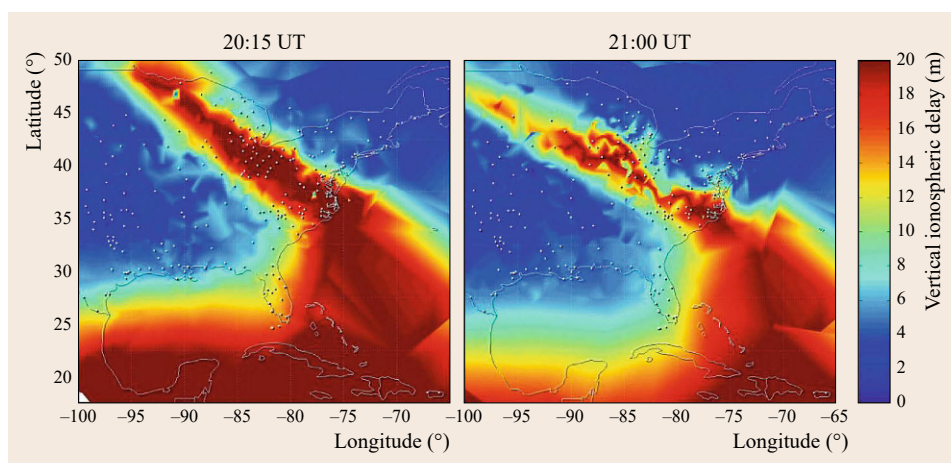 20:15 UT
21:00 UT
Latitude (°)
50
45
40
35
30
25
20
–100 –95 –90 –85 –80 –75 –70
Longitude (°)
–100 –95 –90 –85 –80 –75 –70 –65
Longitude (°)
20
18
16
14
12
10
8
6
4
2
0
Vertical ionospheric delay (m)